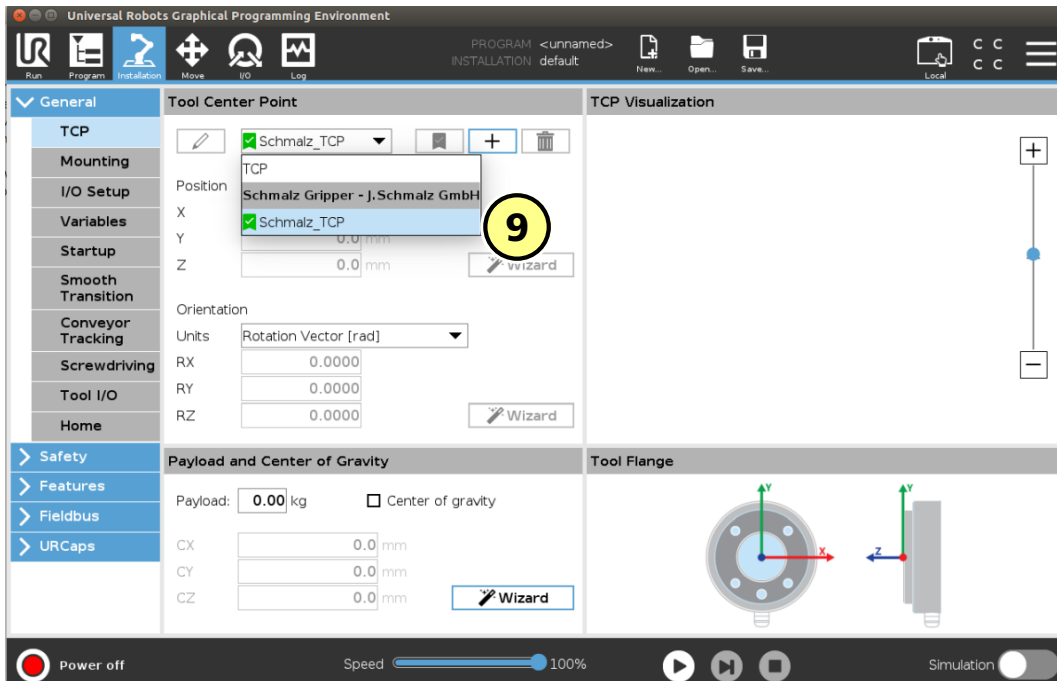 Universal Robots Graphical Programming Environment
UR
Run
Program
Installation
Move
I/O
Log
PROGRAM <unnamed>
INSTALLATION default
New...
Open...
Save...
Local
C C
C C
General
TCP
Mounting
I/O Setup
Variables
Startup
Smooth
Transition
Conveyor
Tracking
Screwdriving
Tool I/O
Home
Safety
Features
Fieldbus
URCaps
Tool Center Point
Schmalz_TCP
TCP
Schmalz Gripper - J. Schmalz GmbH
Schmalz_TCP
9
Position
X
Y 0.0 mm
Z 0.0 mm
Wizard
Orientation
Units Rotation Vector [rad]
RX 0.0000
RY 0.0000
RZ 0.0000
Wizard
TCP Visualization
Payload and Center of Gravity
Payload: 0.00 kg Center of gravity
CX 0.0 mm
CY 0.0 mm
CZ 0.0 mm
Wizard
Tool Flange
Y
X
Y
Z
Power off
Speed 100%
Simulation